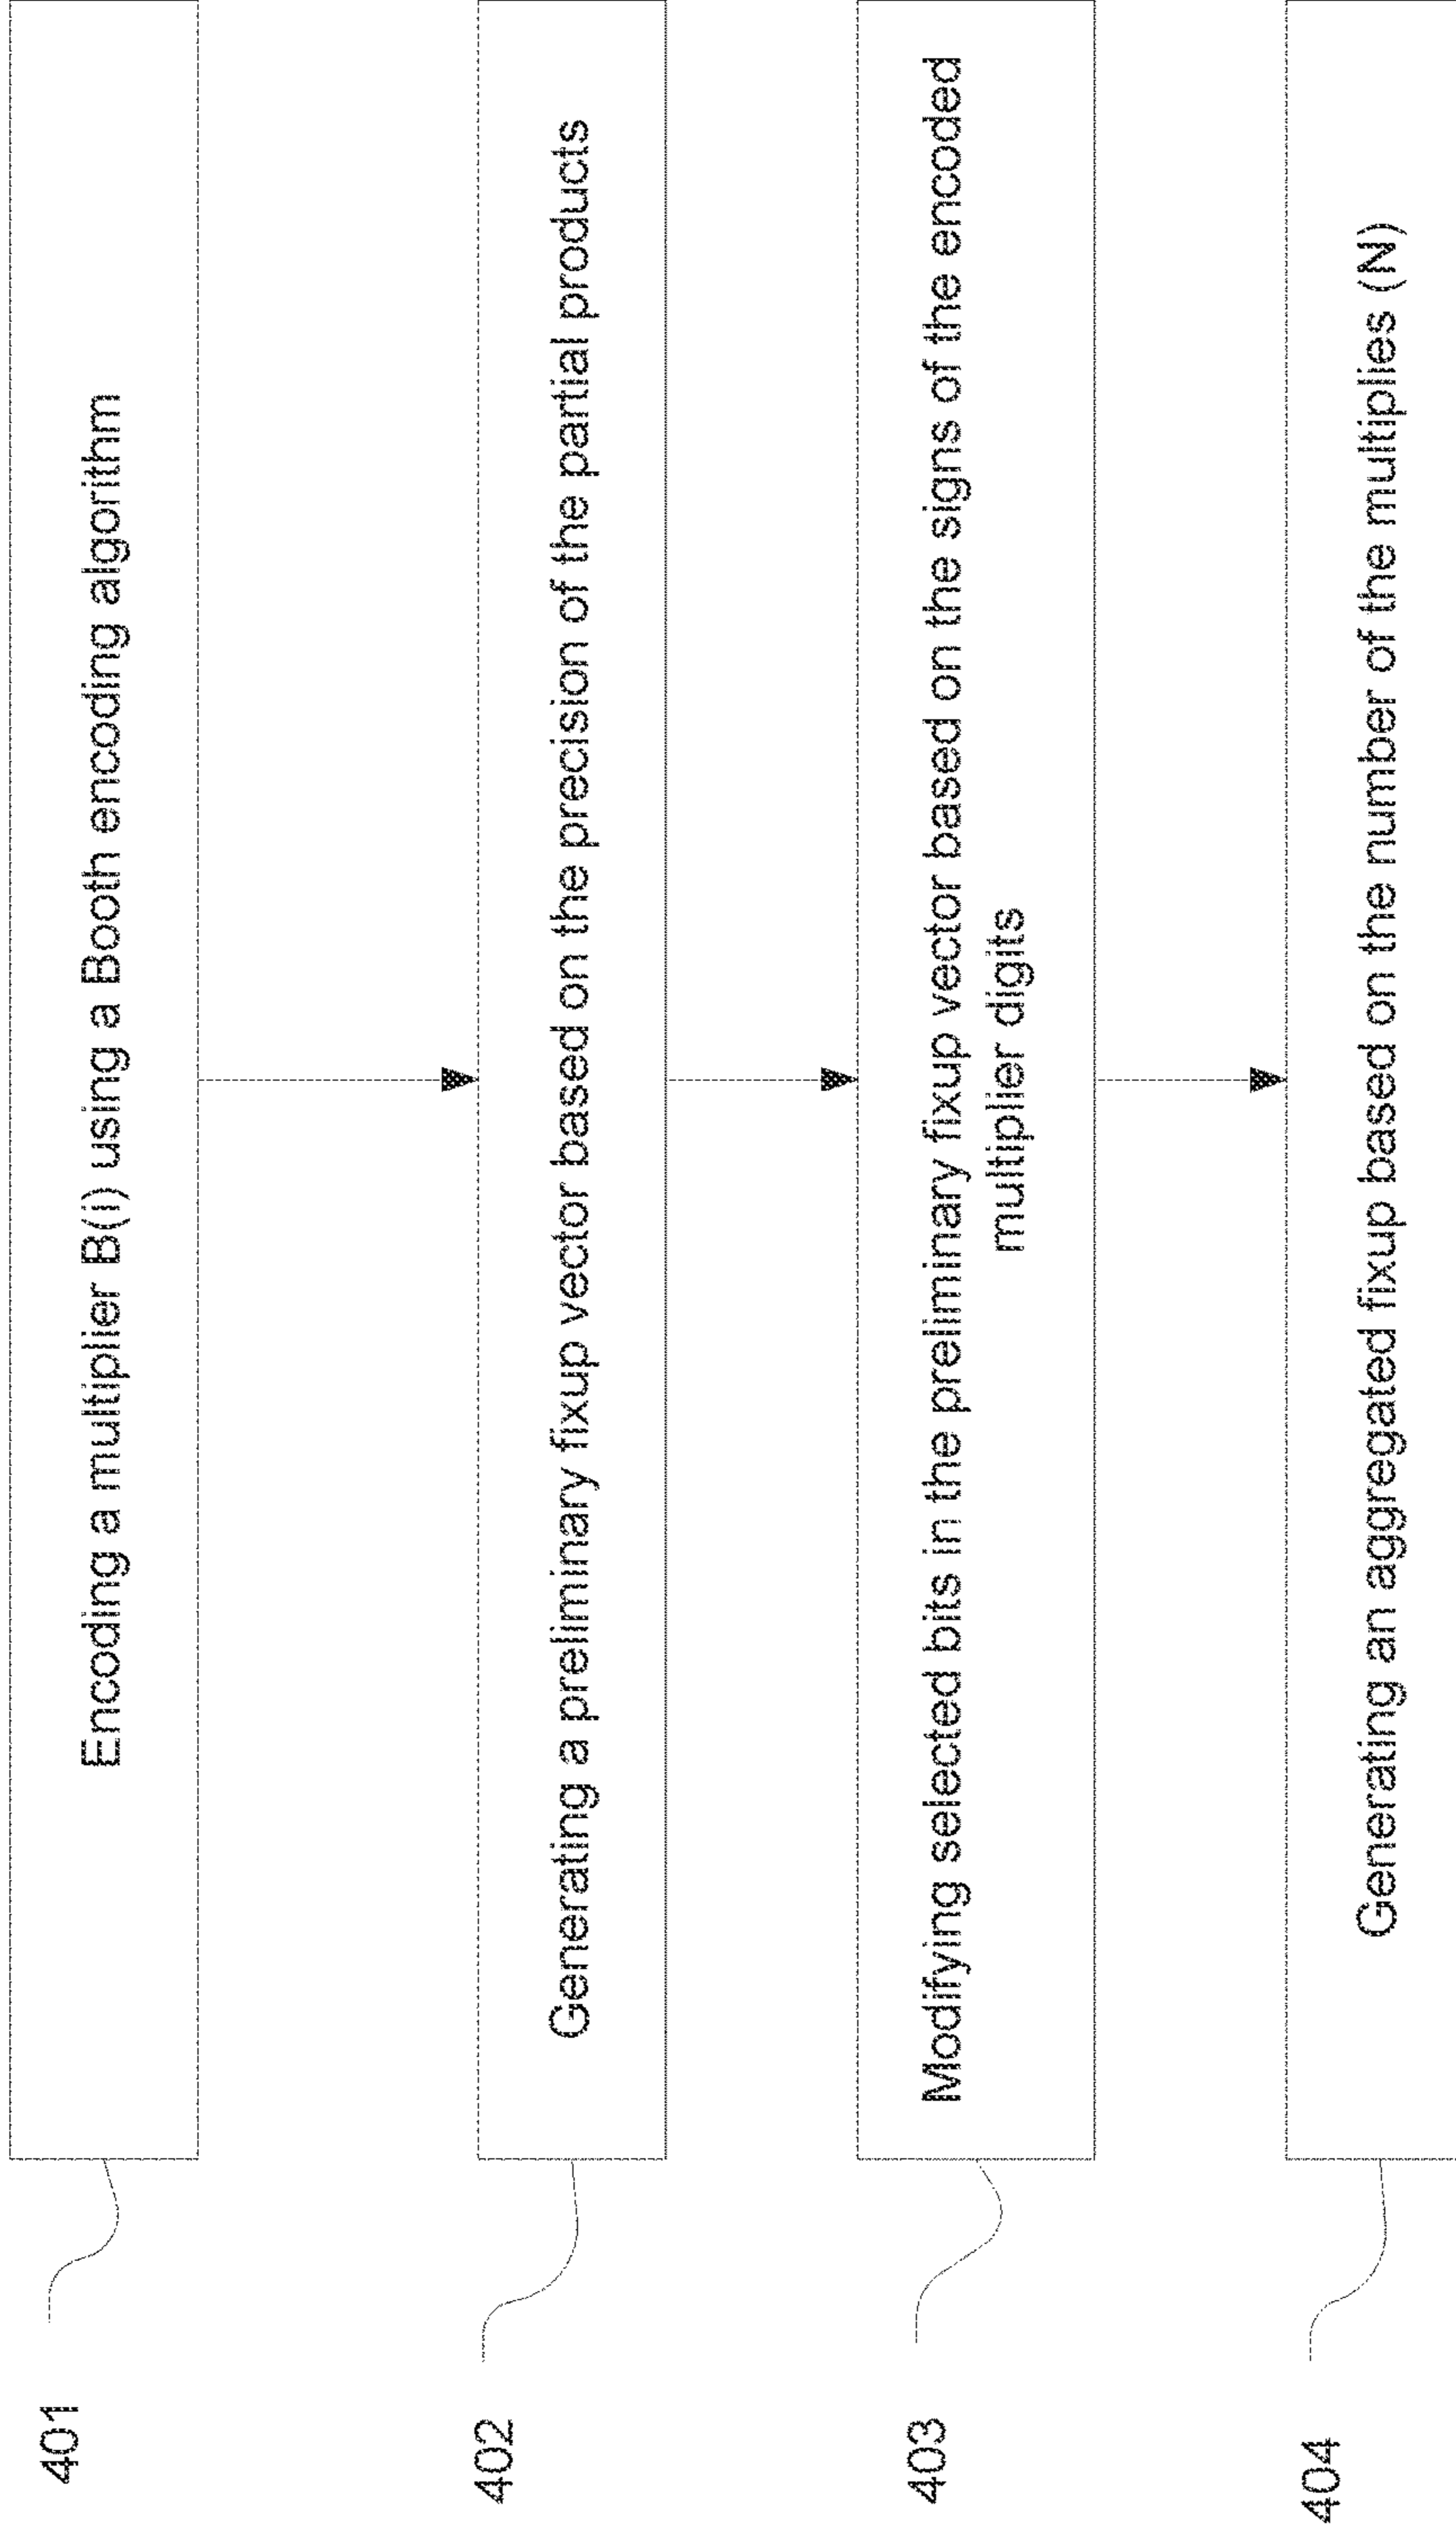 401
Encoding a multiplier B(i) using a Booth encoding algorithm
402
Generating a preliminary fixup vector based on the precision of the partial products
403
Modifying selected bits in the preliminary fixup vector based on the signs of the encoded
multiplier digits
404
Generating an aggregated fixup based on the number of the multiplies (N)